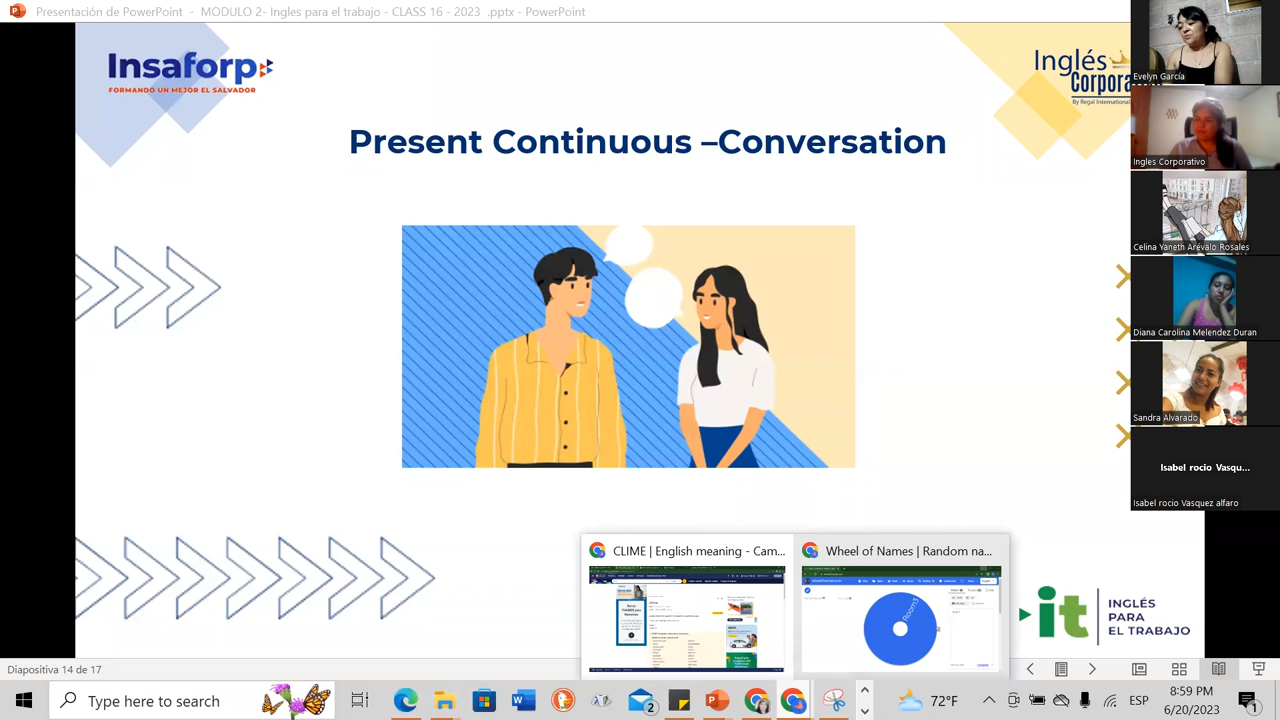 Presentación de PowerPoint - MODULO 2- Ingles para el trabajo - CLASS 16 - 2023 .pptx - PowerPoint
Insaforp
FORMANDO UN MEJOR EL SALVADOR
Inglés
Corpora
By Regal International
Present Continuous –Conversation
Evelyn García
Ingles Corporativo
Celina Yaneth Arévalo Rosales
Diana Carolina Melendez Duran
Sandra Alvarado
Isabel rocio Vasqu...
Isabel rocio Vasquez alfaro
CLIME | English meaning - Cam...
Wheel of Names | Random na...
it
INGLÉS
PARA
EL TRABAJO
Diapositiva 14 de 17
Type here to search
2
72°F
ESP
8:59 PM
6/20/2023
1